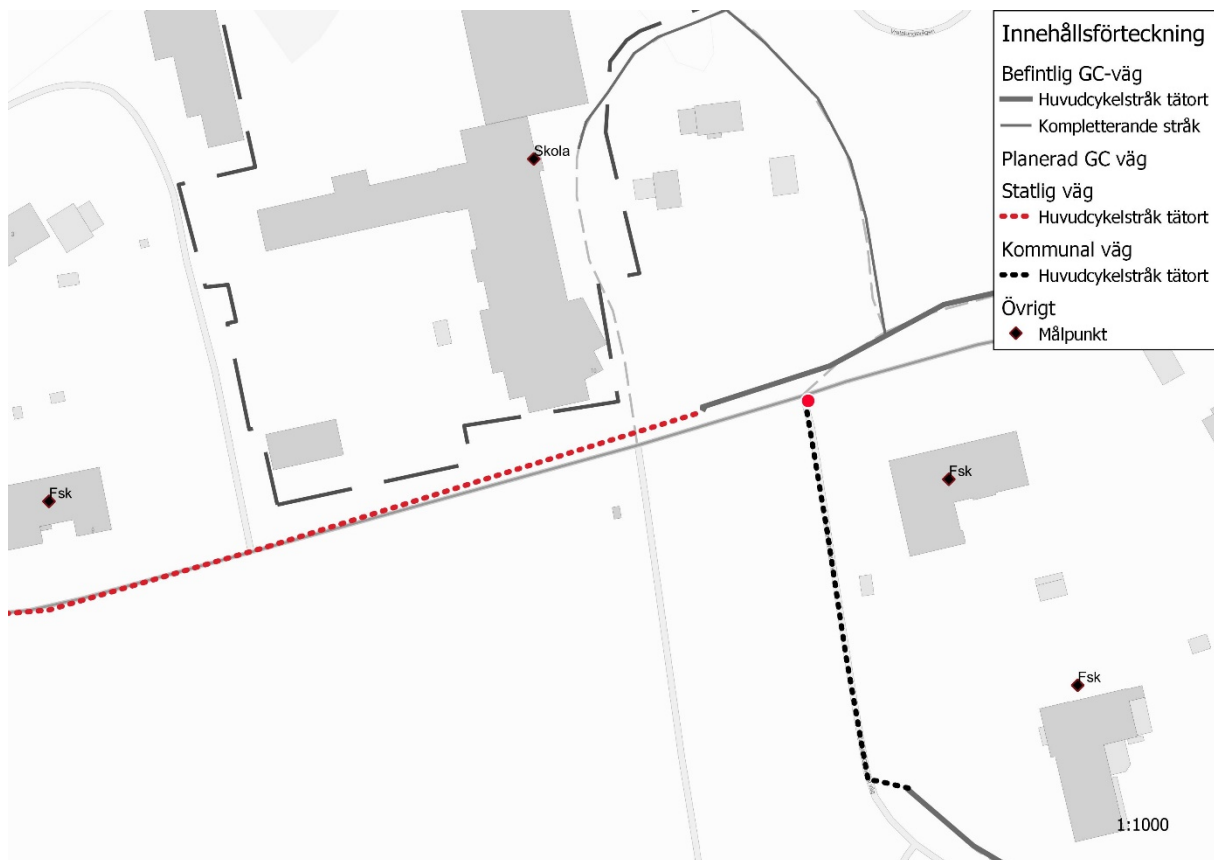 Innehållsförteckning
Befintlig GC-väg
Huvudcykelstråk tätort
Kompletterande stråk
Planerad GC väg
Statlig väg
Huvudcykelstråk tätort
Kommunal väg
Huvudcykelstråk tätort
Övrigt
Målpunkt
Skola
Fsk
Fsk
Fsk
1:1000